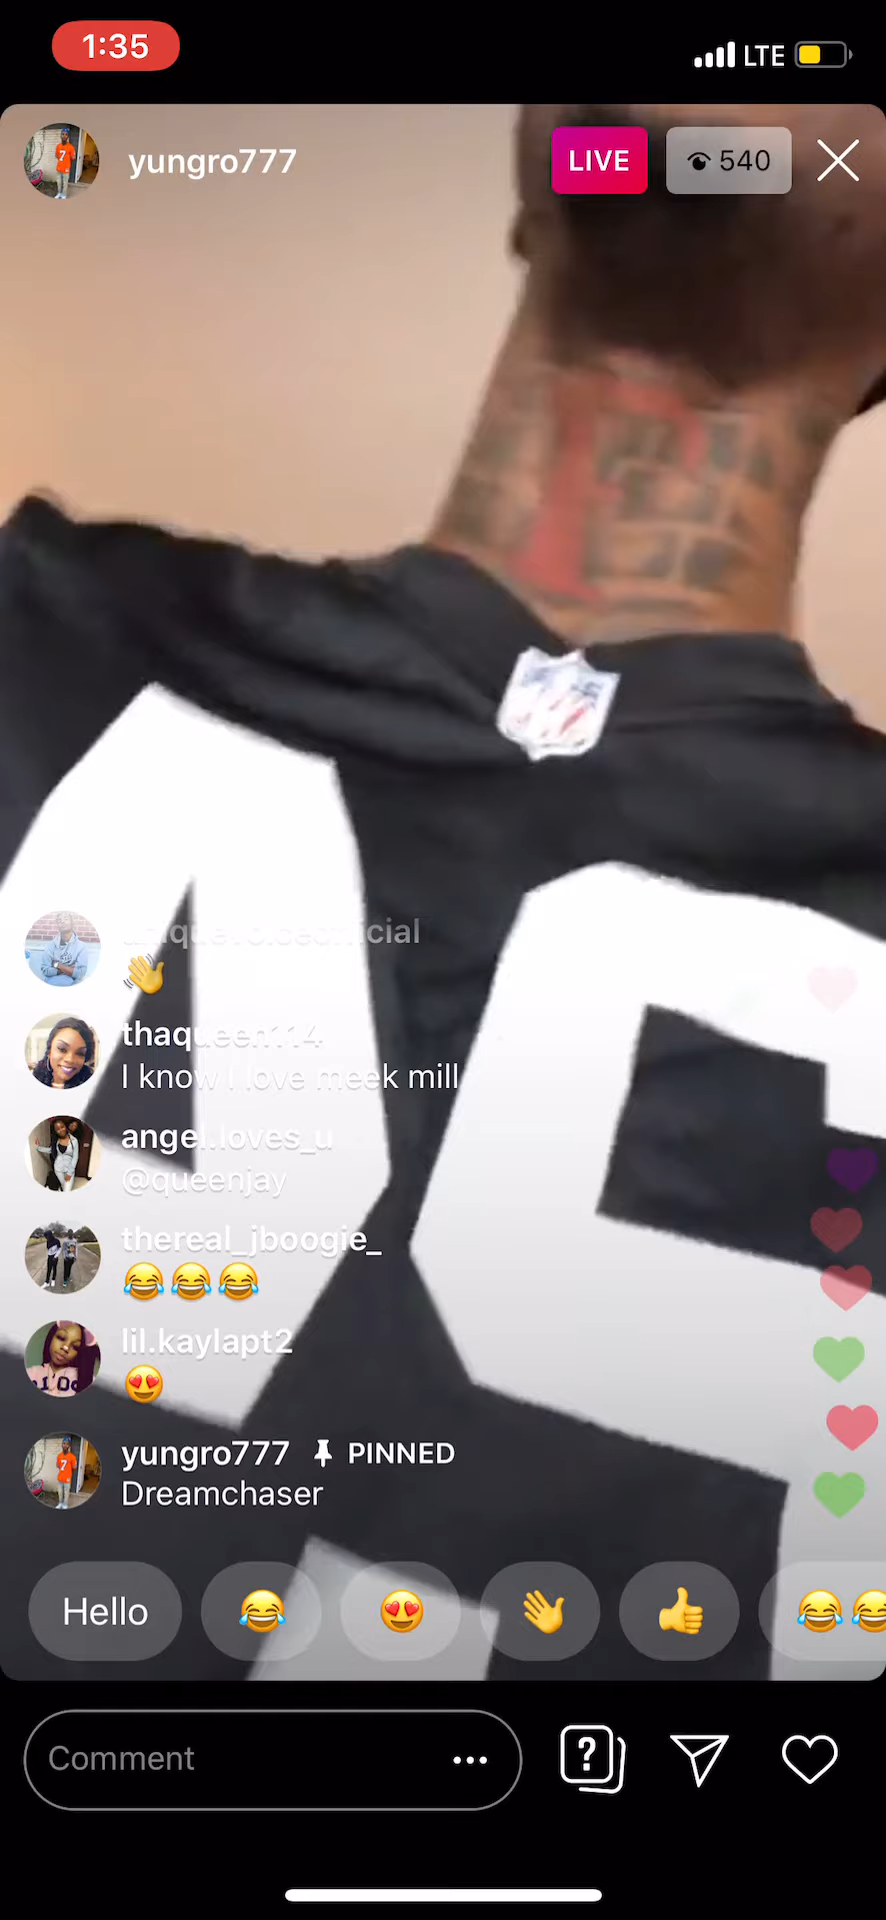 1:35
LTE
yungro777
LIVE
540
thaqueen114
I know I love meek mill
angel.loves_u
@queenjay
thereal_jboogie_
😂😂😂
lil.kaylapt2
😍
yungro777 PINNED
Dreamchaser
Hello
Comment